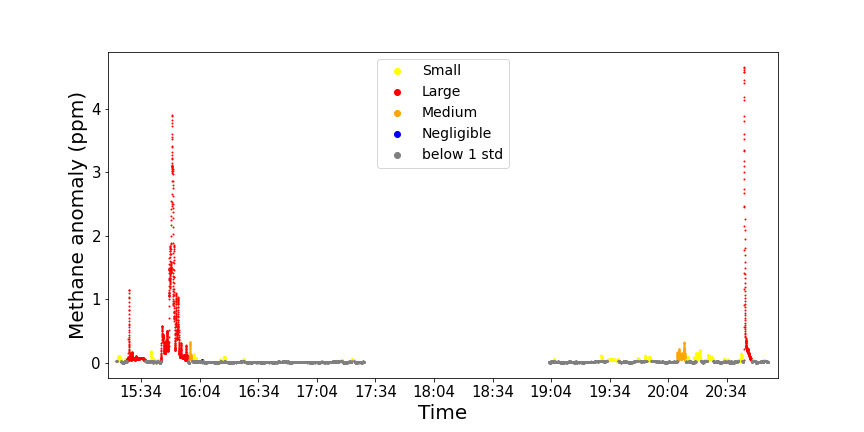 Small
Large
Medium
Negligible
below 1 std
Methane anomaly (ppm)
4
3
2
1
0
15:34 16:04 16:34 17:04 17:34 18:04 18:34 19:04 19:34 20:04 20:34
Time